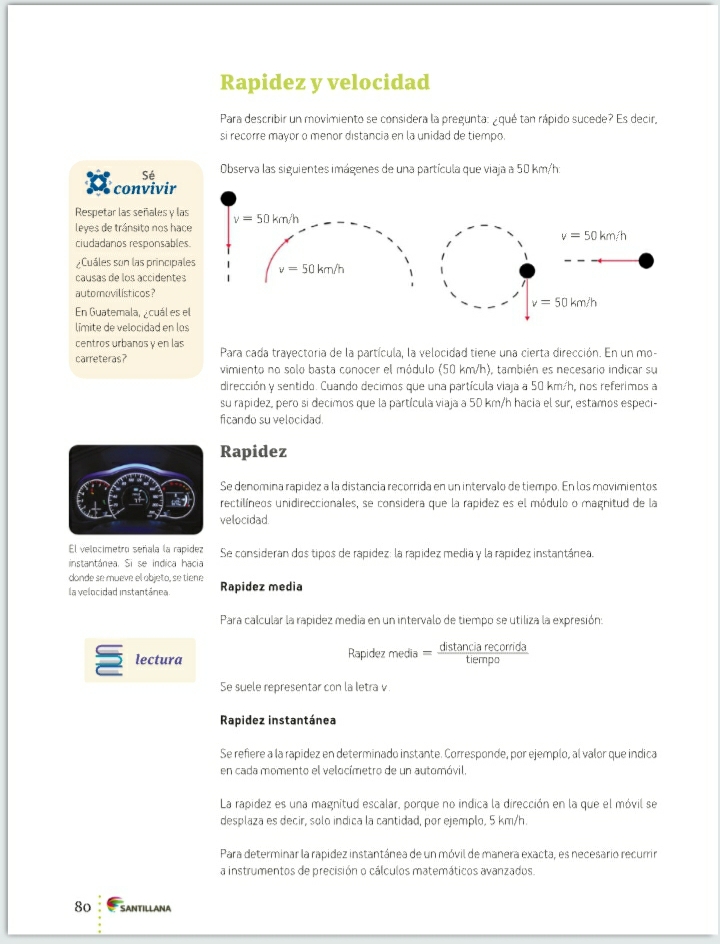 Rapidez y velocidad
Para describir un movimiento se considera la pregunta: ¿qué tan rápido sucede? Es decir,
si recorre mayor o menor distancia en la unidad de tiempo.
Observa las siguientes imágenes de una partícula que viaja a 50 km/h:
v = 50 km/h
v = 50 km/h
v = 50 km/h
v = 50 km/h
Para cada trayectoria de la partícula, la velocidad tiene una cierta dirección. En un mo-
vimiento no solo basta conocer el módulo (50 km/h), también es necesario indicar su
dirección y sentido. Cuando decimos que una partícula viaja a 50 km/h, nos referimos a
su rapidez, pero si decimos que la partícula viaja a 50 km/h hacia el sur, estamos especi-
ficando su velocidad.
Sé
convivir
Respetar las señales y las
leyes de tránsito nos hace
ciudadanos responsables.
¿Cuáles son las principales
causas de los accidentes
automovilísticos?
En Guatemala, ¿cuál es el
límite de velocidad en los
centros urbanos y en las
carreteras?
Rapidez
Se denomina rapidez a la distancia recorrida en un intervalo de tiempo. En los movimientos
rectilíneos unidireccionales, se considera que la rapidez es el módulo o magnitud de la
velocidad.
Se consideran dos tipos de rapidez: la rapidez media y la rapidez instantánea.
El velocímetro señala la rapidez
instantánea. Si se indica hacia
donde se mueve el objeto, se tiene
la velocidad instantánea.
lectura
Rapidez media
Para calcular la rapidez media en un intervalo de tiempo se utiliza la expresión:
Rapidez media = distancia recorrida
tiempo
Se suele representar con la letra v.
Rapidez instantánea
Se refiere a la rapidez en determinado instante. Corresponde, por ejemplo, al valor que indica
en cada momento el velocímetro de un automóvil.
La rapidez es una magnitud escalar, porque no indica la dirección en la que el móvil se
desplaza es decir, solo indica la cantidad, por ejemplo, 5 km/h.
Para determinar la rapidez instantánea de un móvil de manera exacta, es necesario recurrir
a instrumentos de precisión o cálculos matemáticos avanzados.
80
SANTILLANA